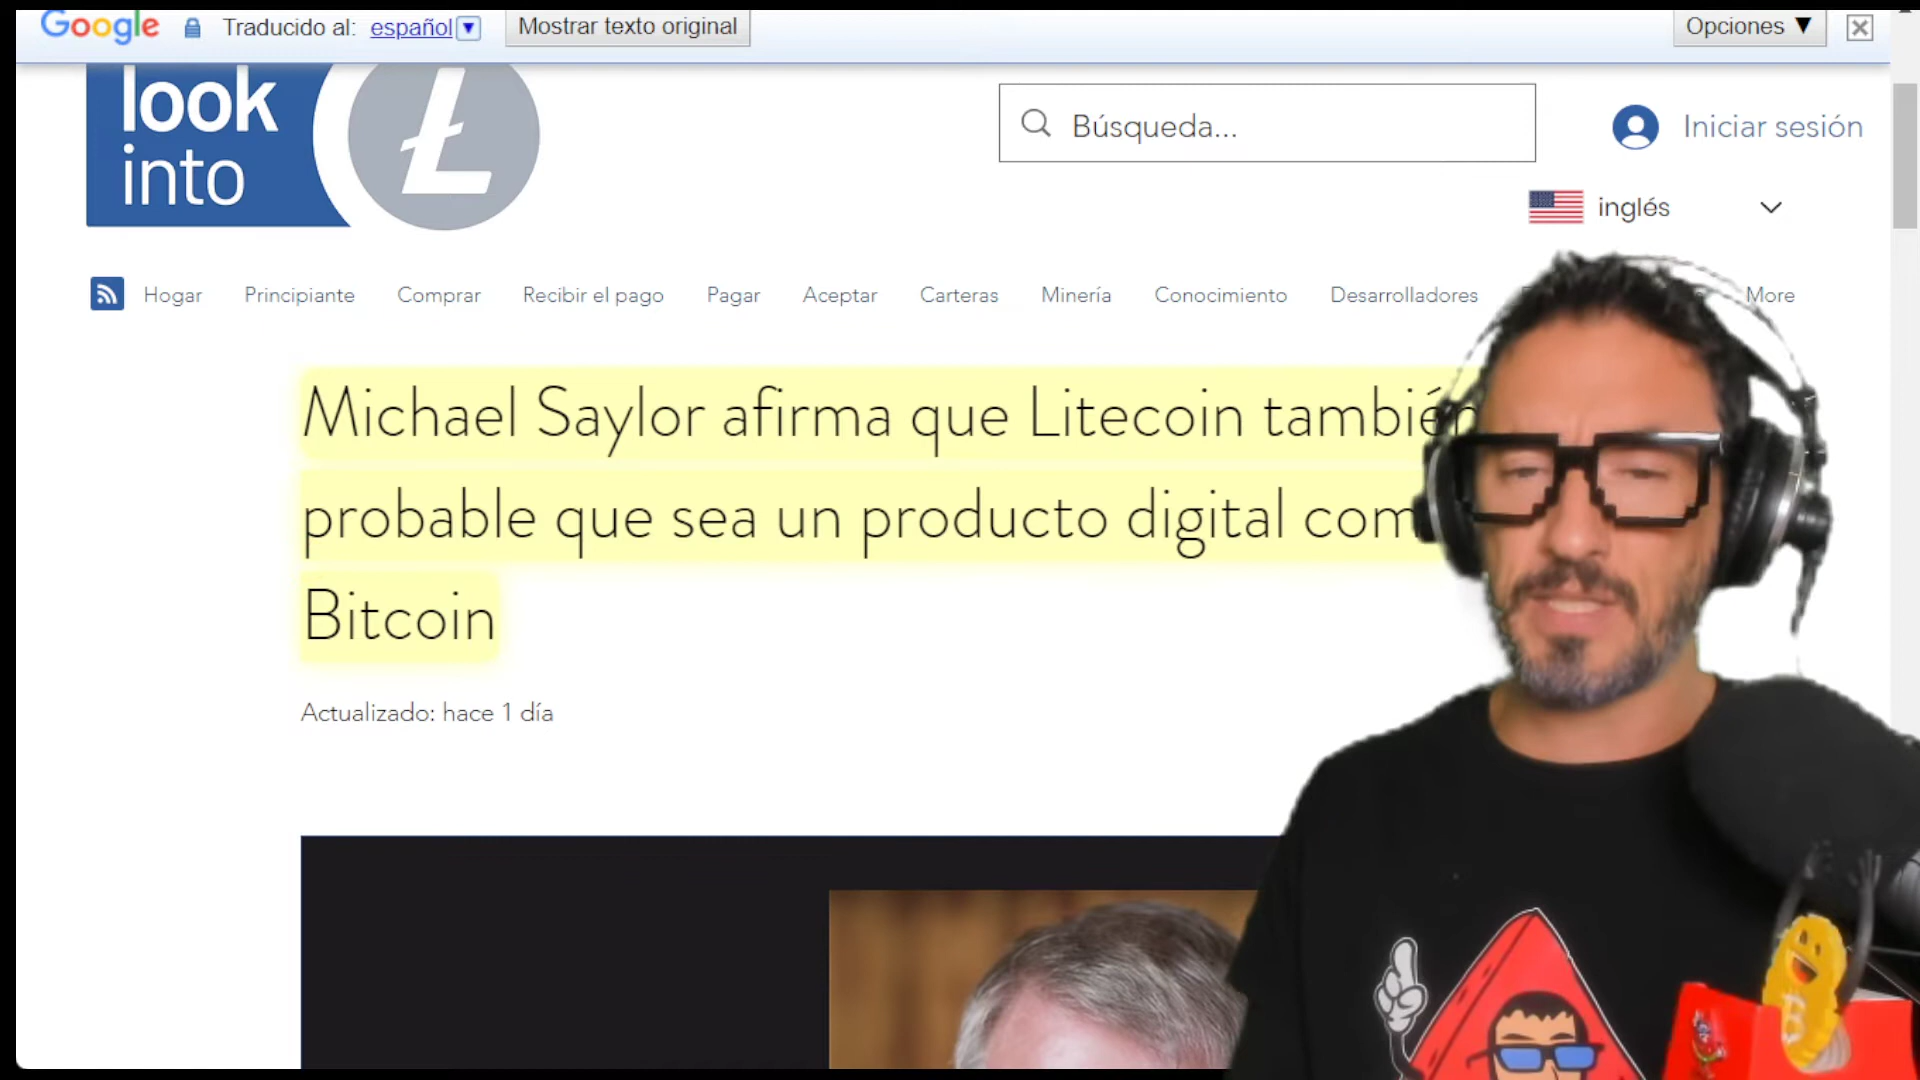 Google Traducido al: español Mostrar texto original Opciones ▼
look
into
Búsqueda... Iniciar sesión
inglés
Hogar Principiante Comprar Recibir el pago Pagar Aceptar Carteras Minería Conocimiento Desarrolladores More
Michael Saylor afirma que Litecoin también
probable que sea un producto digital com
Bitcoin
Actualizado: hace 1 día